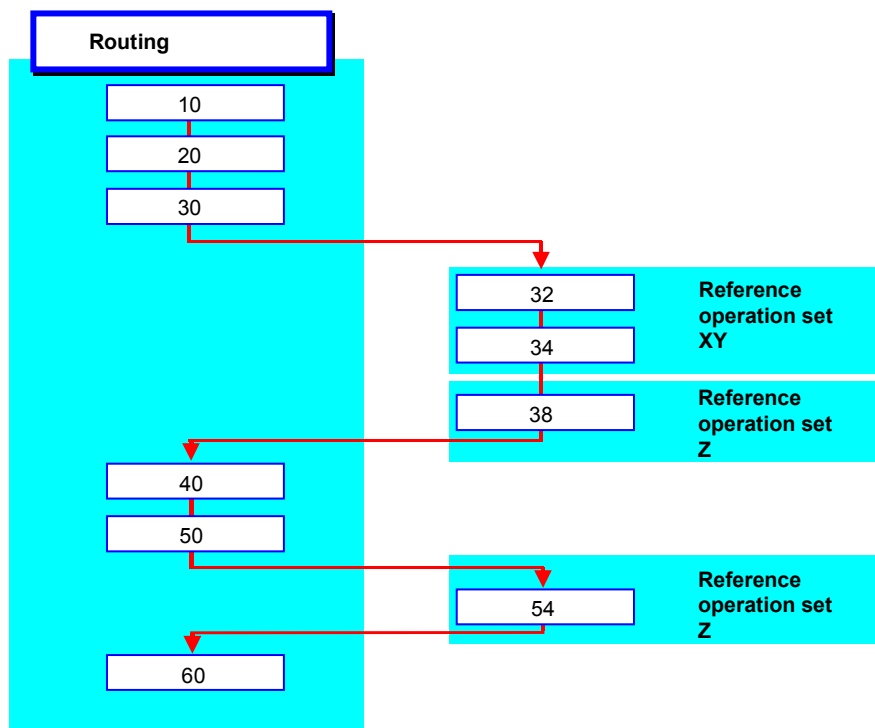 Routing
10
20
30
32
Reference
operation set
XY
34
38
Reference
operation set
Z
40
50
54
Reference
operation set
Z
60